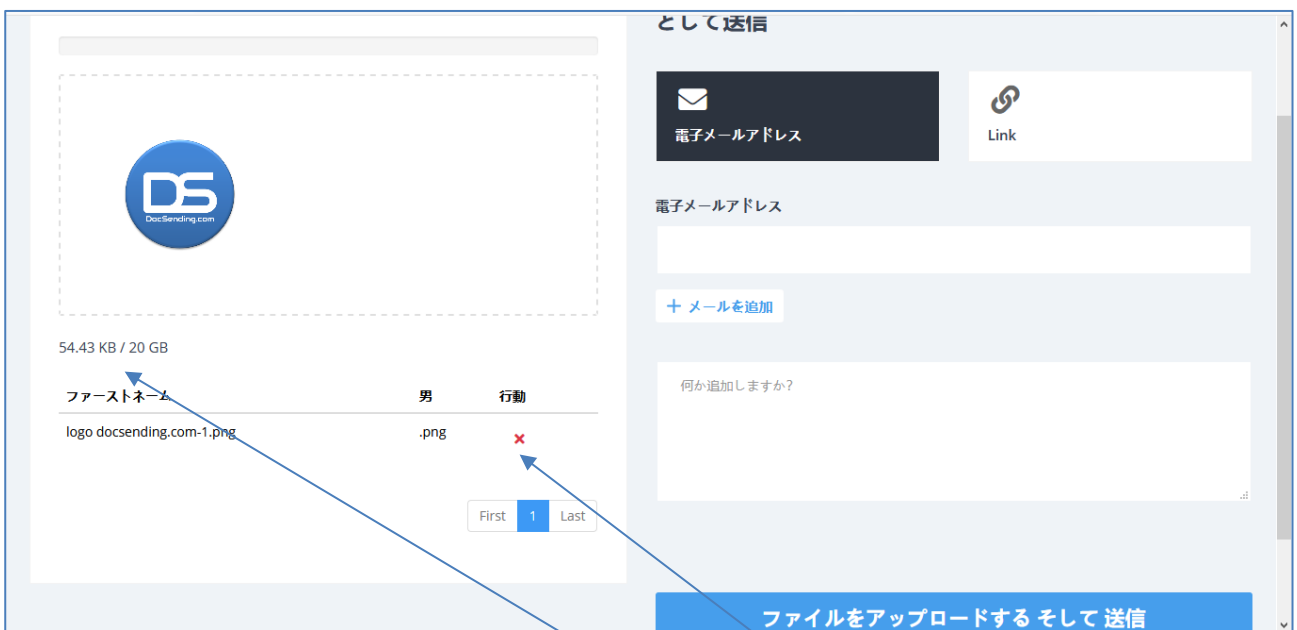 DS
DocSending.com
54.43 KB / 20 GB
ファーストネーム 男 行動
logo docsending.com-1.png .png
First 1 Last
として送信
電子メールアドレス
Link
電子メールアドレス
メールを追加
何か追加しますか?
ファイルをアップロードする そして 送信